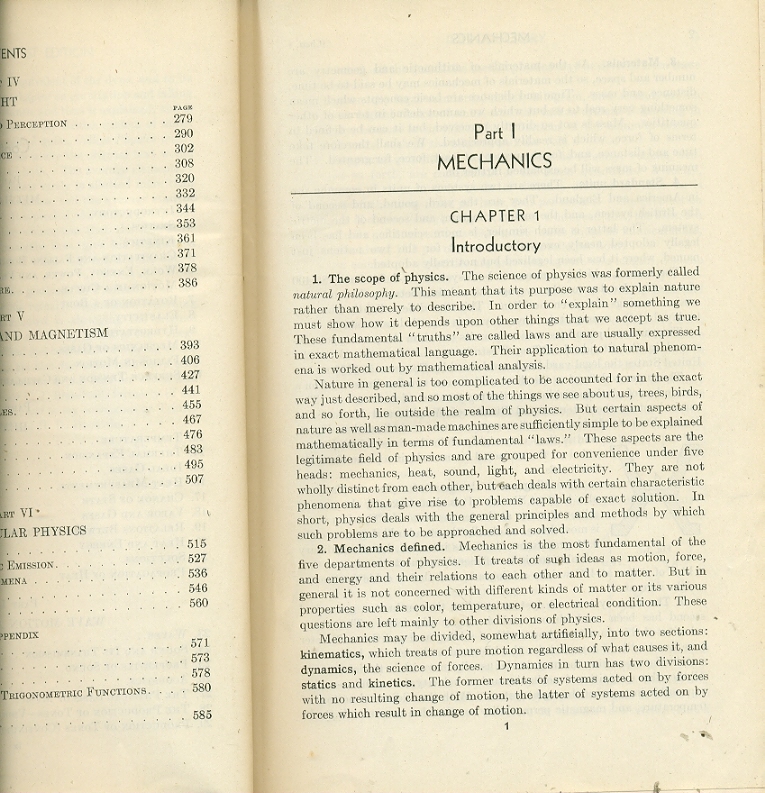 ENTS
IV
HT
PAGE
PERCEPTION . . . . . . . . 279
290
CE . . . . . . . . . . . 302
308
320
332
344
353
361
371
378
HE. . . . . . . . . . . 386
RT V
AND MAGNETISM
393
406
427
441
ES. . . . . . . . . . . 455
467
476
483
495
507
ART VI
LAR PHYSICS
515
C EMISSION. . . . . . . . 527
MENA . . . . . . . . . . 536
546
560
PPENDIX
571
573
578
TRIGONOMETRIC FUNCTIONS. . . . 580
585
Part I
MECHANICS
CHAPTER 1
Introductory
1. The scope of physics. The science of physics was formerly called
natural philosophy. This meant that its purpose was to explain nature
rather than merely to describe. In order to “explain” something we
must show how it depends upon other things that we accept as true.
These fundamental “truths” are called laws and are usually expressed
in exact mathematical language. Their application to natural phenom-
ena is worked out by mathematical analysis.
Nature in general is too complicated to be accounted for in the exact
way just described, and so most of the things we see about us, trees, birds,
and so forth, lie outside the realm of physics. But certain aspects of
nature as well as man-made machines are sufficiently simple to be explained
mathematically in terms of fundamental “laws.” These aspects are the
legitimate field of physics and are grouped for convenience under five
heads: mechanics, heat, sound, light, and electricity. They are not
wholly distinct from each other, but each deals with certain characteristic
phenomena that give rise to problems capable of exact solution. In
short, physics deals with the general principles and methods by which
such problems are to be approached and solved.
2. Mechanics defined. Mechanics is the most fundamental of the
five departments of physics. It treats of such ideas as motion, force,
and energy and their relations to each other and to matter. But in
general it is not concerned with different kinds of matter or its various
properties such as color, temperature, or electrical condition. These
questions are left mainly to other divisions of physics.
Mechanics may be divided, somewhat artificially, into two sections:
kinematics, which treats of pure motion regardless of what causes it, and
dynamics, the science of forces. Dynamics in turn has two divisions:
statics and kinetics. The former treats of systems acted on by forces
with no resulting change of motion, the latter of systems acted on by
forces which result in change of motion.
1